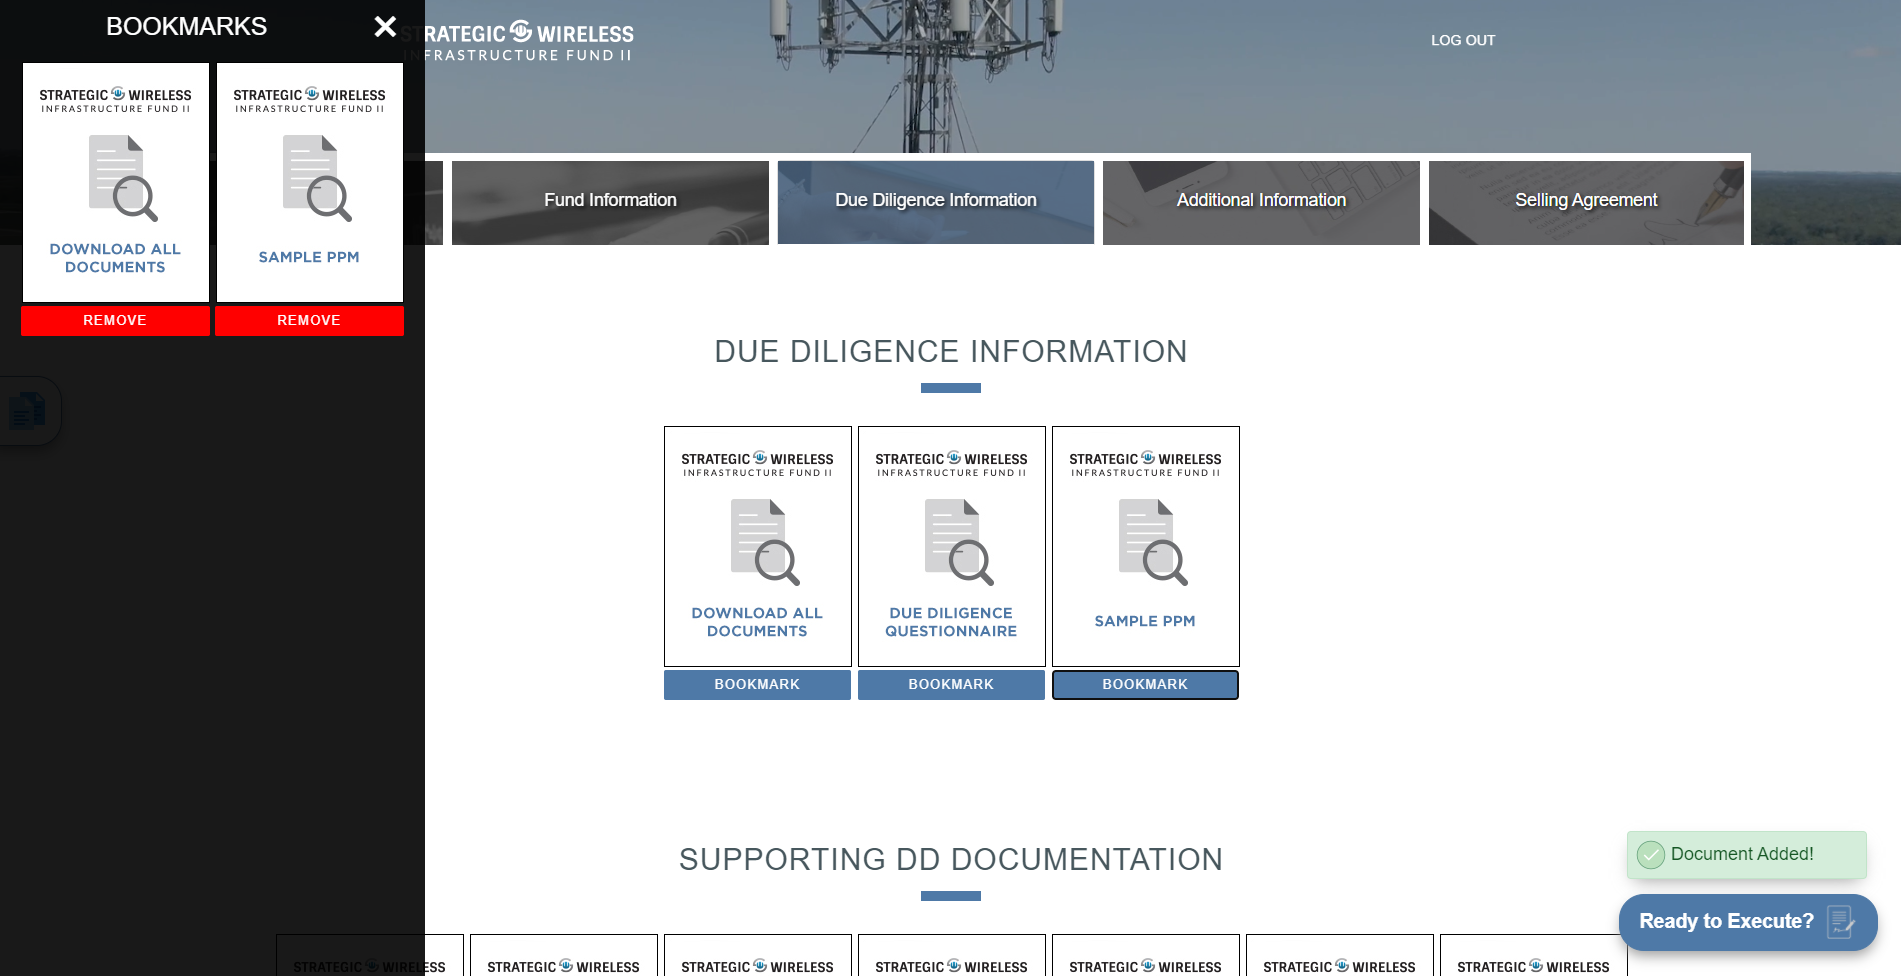 BOOKMARKS
STRATEGIC WIRELESS
INFRASTRUCTURE FUND II
DOWNLOAD ALL
DOCUMENTS
REMOVE
STRATEGIC WIRELESS
INFRASTRUCTURE FUND II
SAMPLE PPM
REMOVE
STRATEGIC WIRELESS
INFRASTRUCTURE FUND II
LOG OUT
Fund Information
Due Diligence Information
Additional Information
Selling Agreement
DUE DILIGENCE INFORMATION
STRATEGIC WIRELESS
INFRASTRUCTURE FUND II
DOWNLOAD ALL
DOCUMENTS
BOOKMARK
STRATEGIC WIRELESS
INFRASTRUCTURE FUND II
DUE DILIGENCE
QUESTIONNAIRE
BOOKMARK
STRATEGIC WIRELESS
INFRASTRUCTURE FUND II
SAMPLE PPM
BOOKMARK
SUPPORTING DD DOCUMENTATION
Document Added!
Ready to Execute?
STRATEGIC WIRELESS
STRATEGIC WIRELESS
STRATEGIC WIRELESS
STRATEGIC WIRELESS
STRATEGIC WIRELESS
STRATEGIC WIRELESS
STRATEGIC WIRELESS